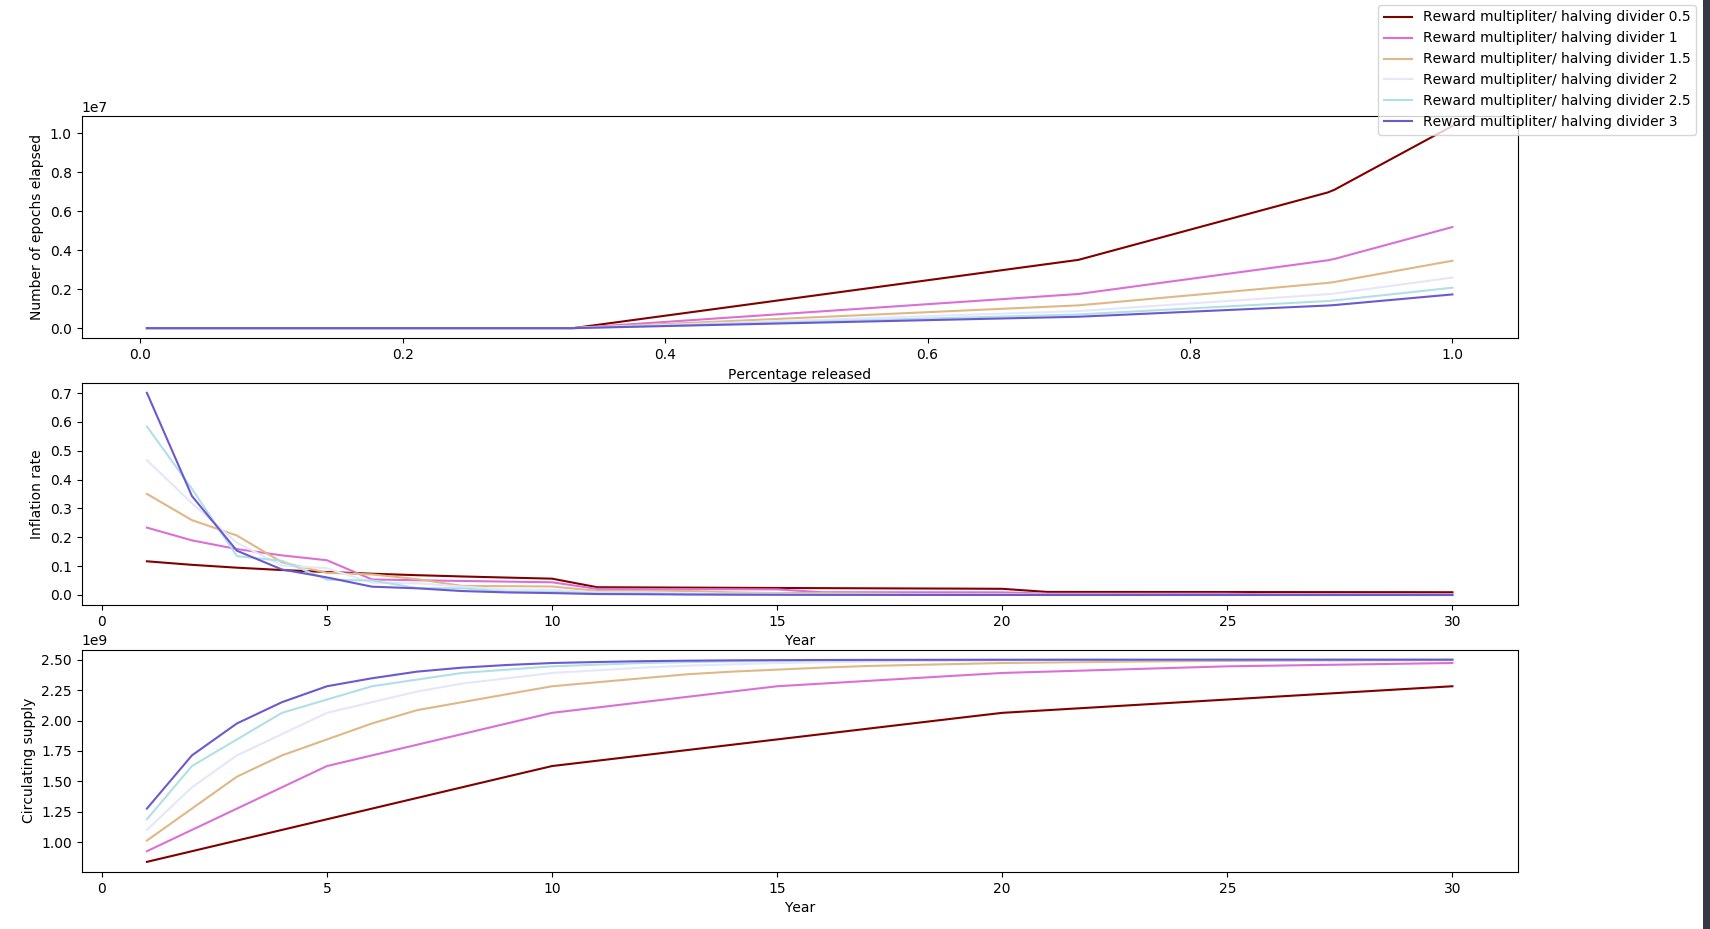 Reward multipliter/ halving divider 0.5
Reward multipliter/ halving divider 1
Reward multipliter/ halving divider 1.5
Reward multipliter/ halving divider 2
Reward multipliter/ halving divider 2.5
Reward multipliter/ halving divider 3
1e7
1.0
0.8
0.6
0.4
0.2
0.0
Number of epochs elapsed
0.0 0.2 0.4 0.6 0.8 1.0
Percentage released
0.7
0.6
0.5
0.4
0.3
0.2
0.1
0.0
Inflation rate
0 5 10 15 20 25 30
Year
1e9
2.50
2.25
2.00
1.75
1.50
1.25
1.00
Circulating supply
0 5 10 15 20 25 30
Year